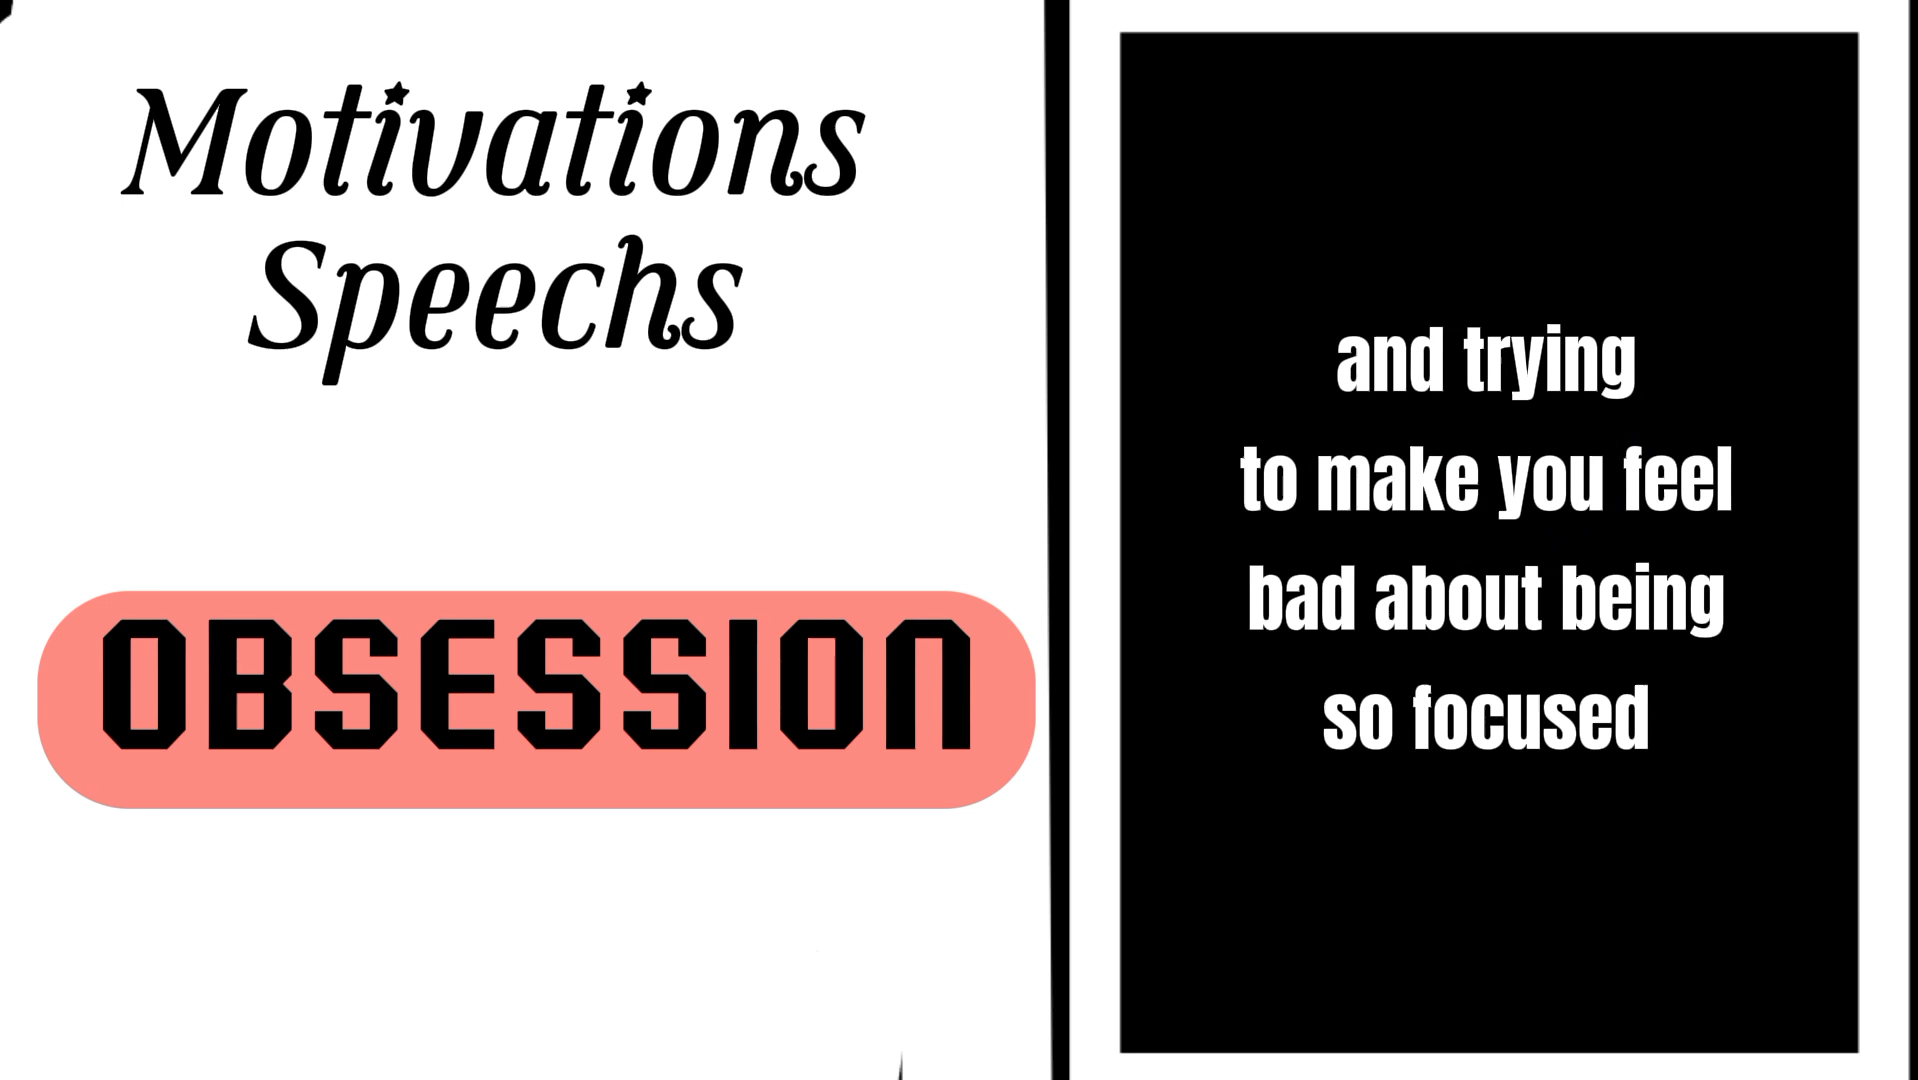 Motivations
Speechs
OBSESSION
and trying
to make you feel
bad about being
so focused